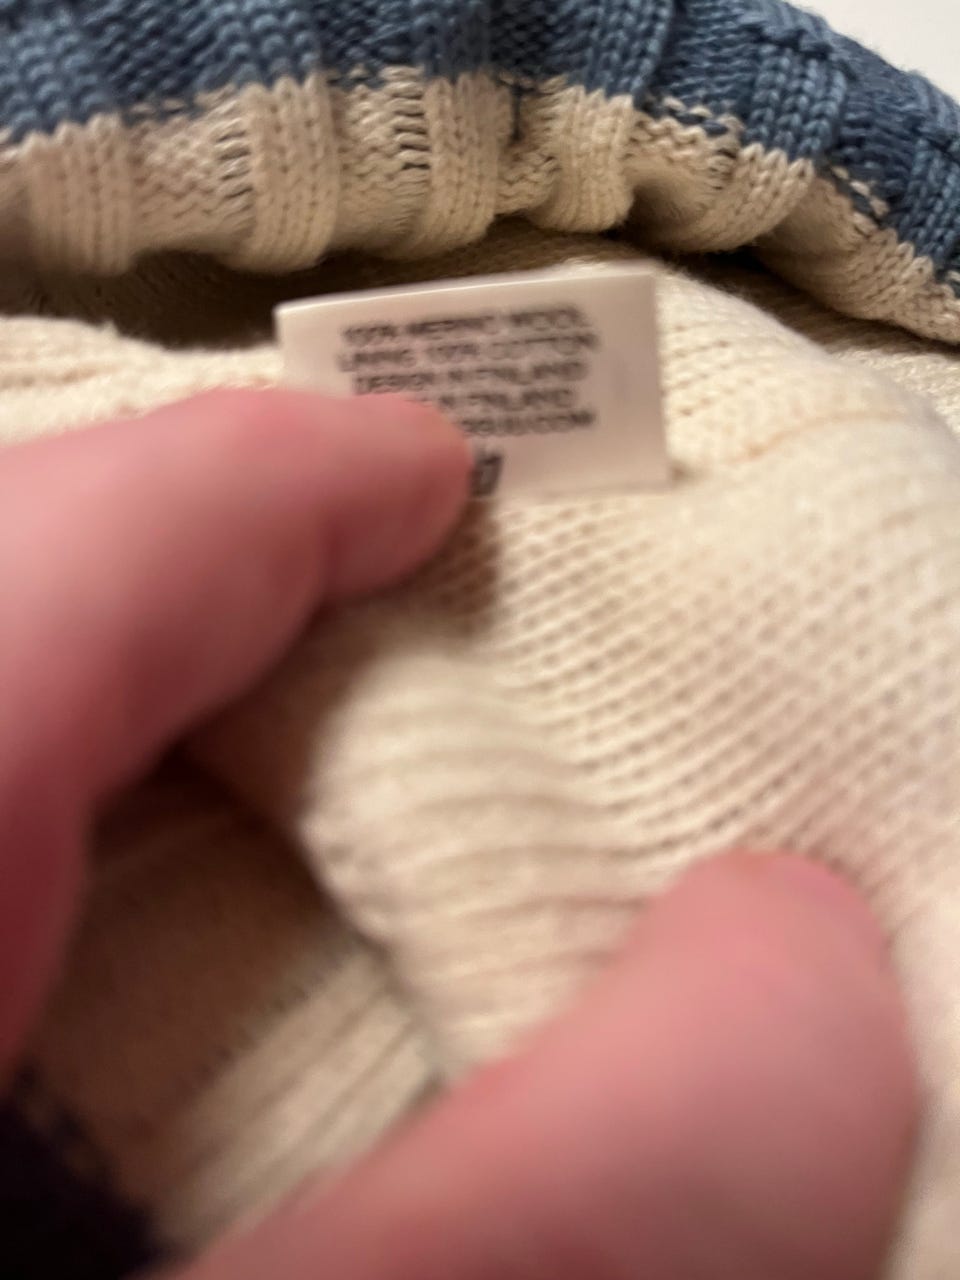 100% MERINO WOOL
LINING 100% COTTON
DESIGN IN FINLAND
IN FINLAND